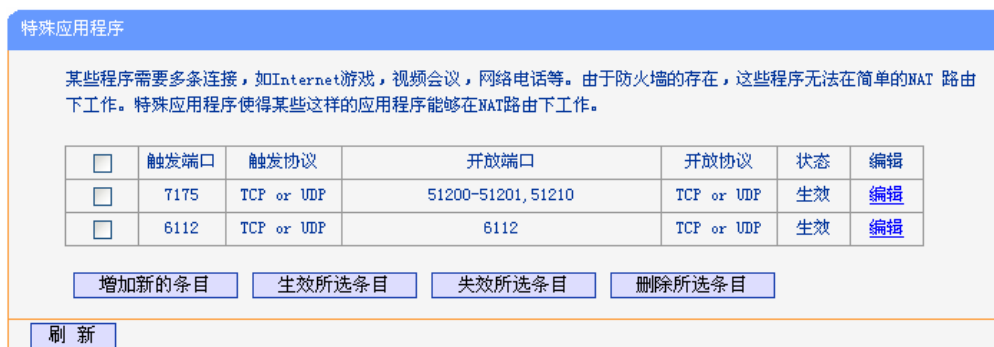 特殊应用程序
某些程序需要多条连接，如Internet游戏，视频会议，网络电话等。由于防火墙的存在，这些程序无法在简单的NAT 路由
下工作。特殊应用程序使得某些这样的应用程序能够在NAT路由下工作。
触发端口 触发协议 开放端口 开放协议 状态 编辑
7175 TCP or UDP 51200-51201,51210 TCP or UDP 生效 编辑
6112 TCP or UDP 6112 TCP or UDP 生效 编辑
增加新的条目 生效所选条目 失效所选条目 删除所选条目
刷 新